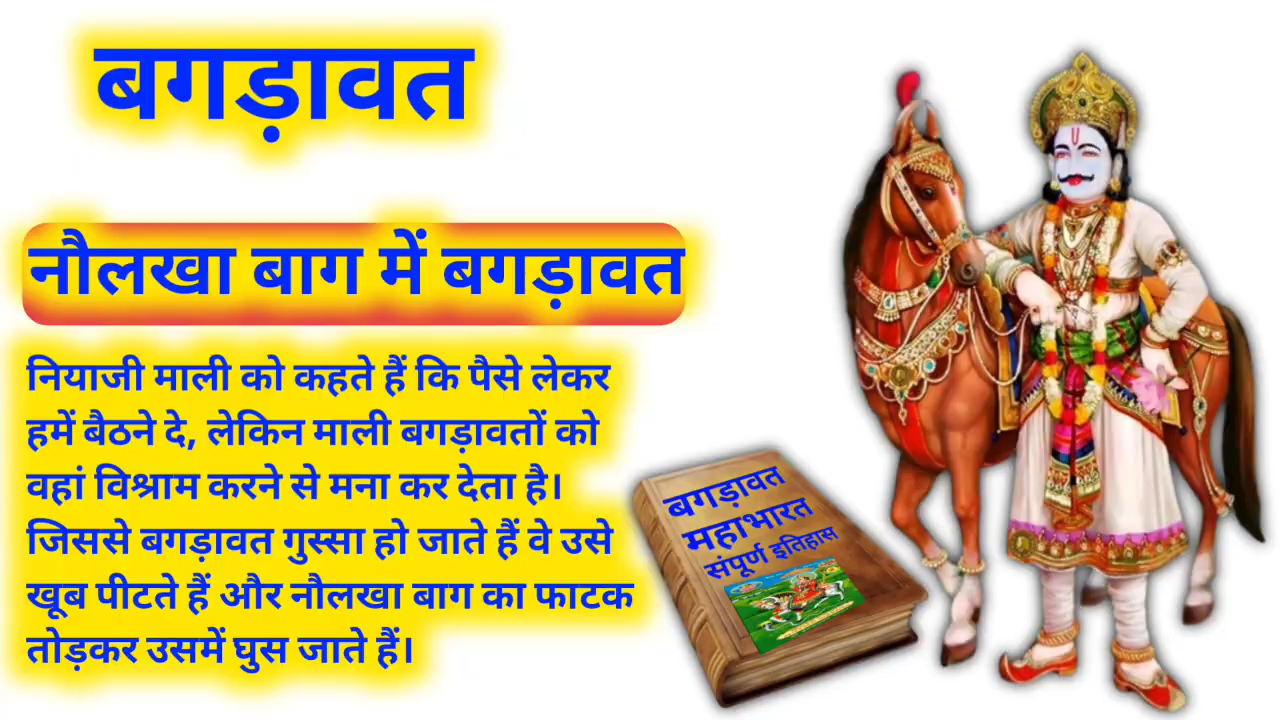 बगड़ावत
नौलखा बाग में बगड़ावत
नियाजी माली को कहते हैं कि पैसे लेकर
हमें बैठने दे, लेकिन माली बगड़ावतों को
वहां विश्राम करने से मना कर देता है।
जिससे बगड़ावत गुस्सा हो जाते हैं वे उसे
खूब पीटते हैं और नौलखा बाग का फाटक
तोड़कर उसमें घुस जाते हैं।
बगड़ावत
महाभारत
संपूर्ण इतिहास